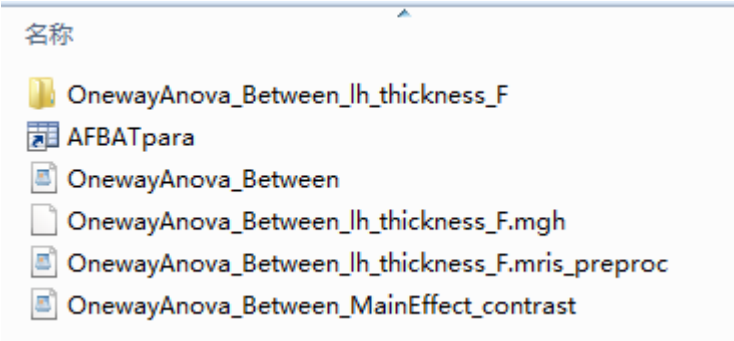 名称
OnewayAnova_Between_lh_thickness_F
AFBATpara
OnewayAnova_Between
OnewayAnova_Between_lh_thickness_F.mgh
OnewayAnova_Between_lh_thickness_F.mris_preproc
OnewayAnova_Between_MainEffect_contrast